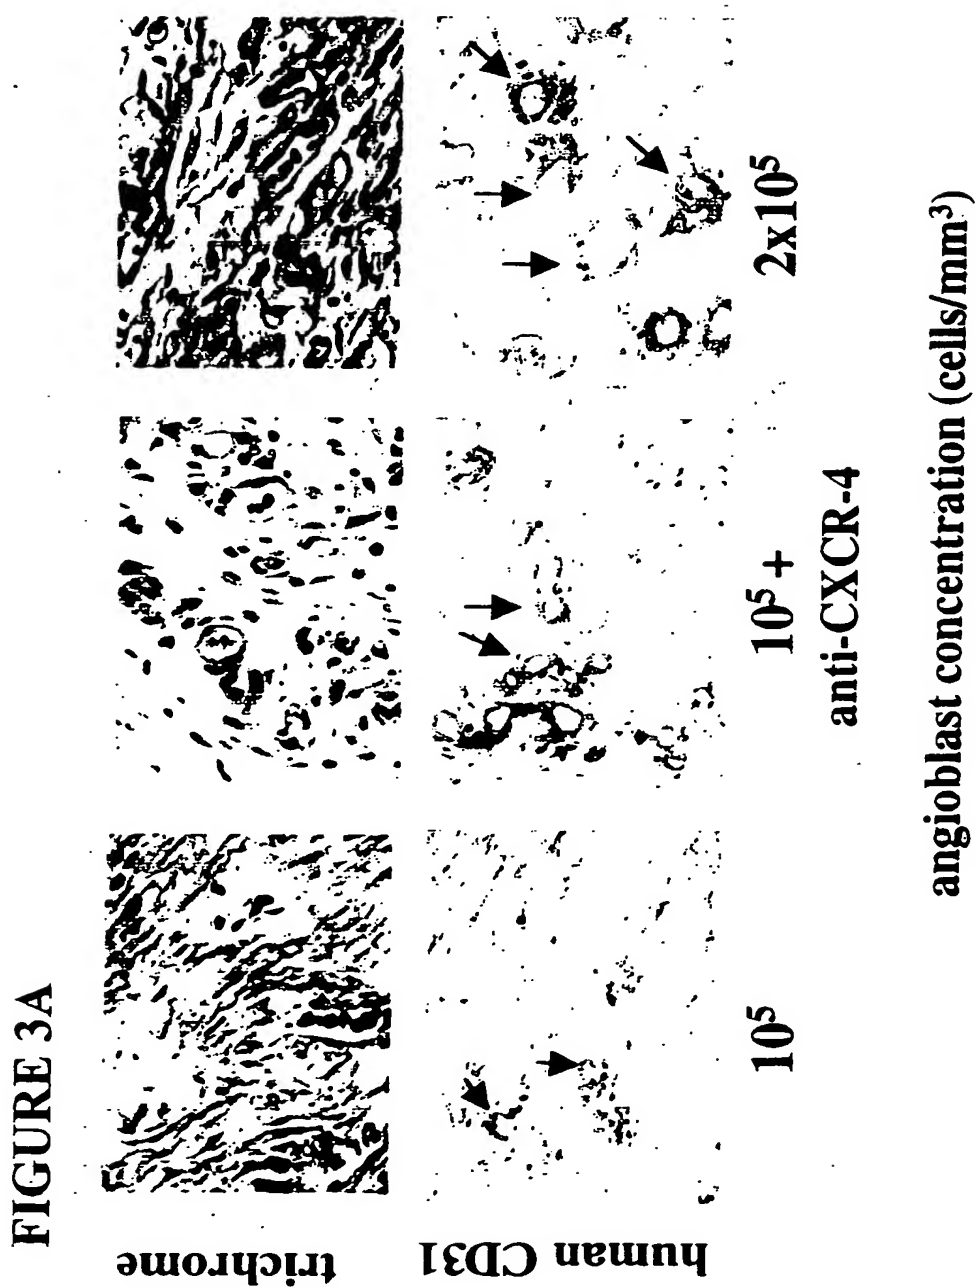 FIGURE 3A
trichrome
human CD31
10⁵
10⁵ +
anti-CXCR-4
2x10⁵
angioblast concentration (cells/mm³)